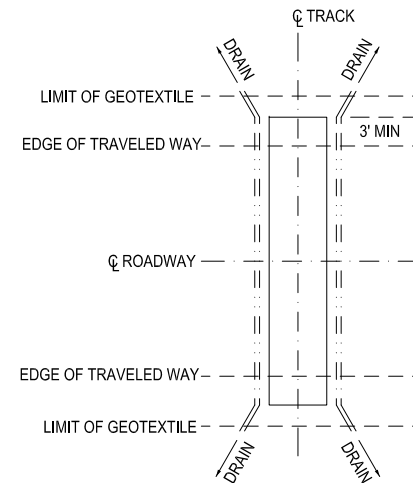 ℄ TRACK
DRAIN
DRAIN
LIMIT OF GEOTEXTILE
3' MIN
EDGE OF TRAVELED WAY
℄ ROADWAY
EDGE OF TRAVELED WAY
LIMIT OF GEOTEXTILE
DRAIN
DRAIN